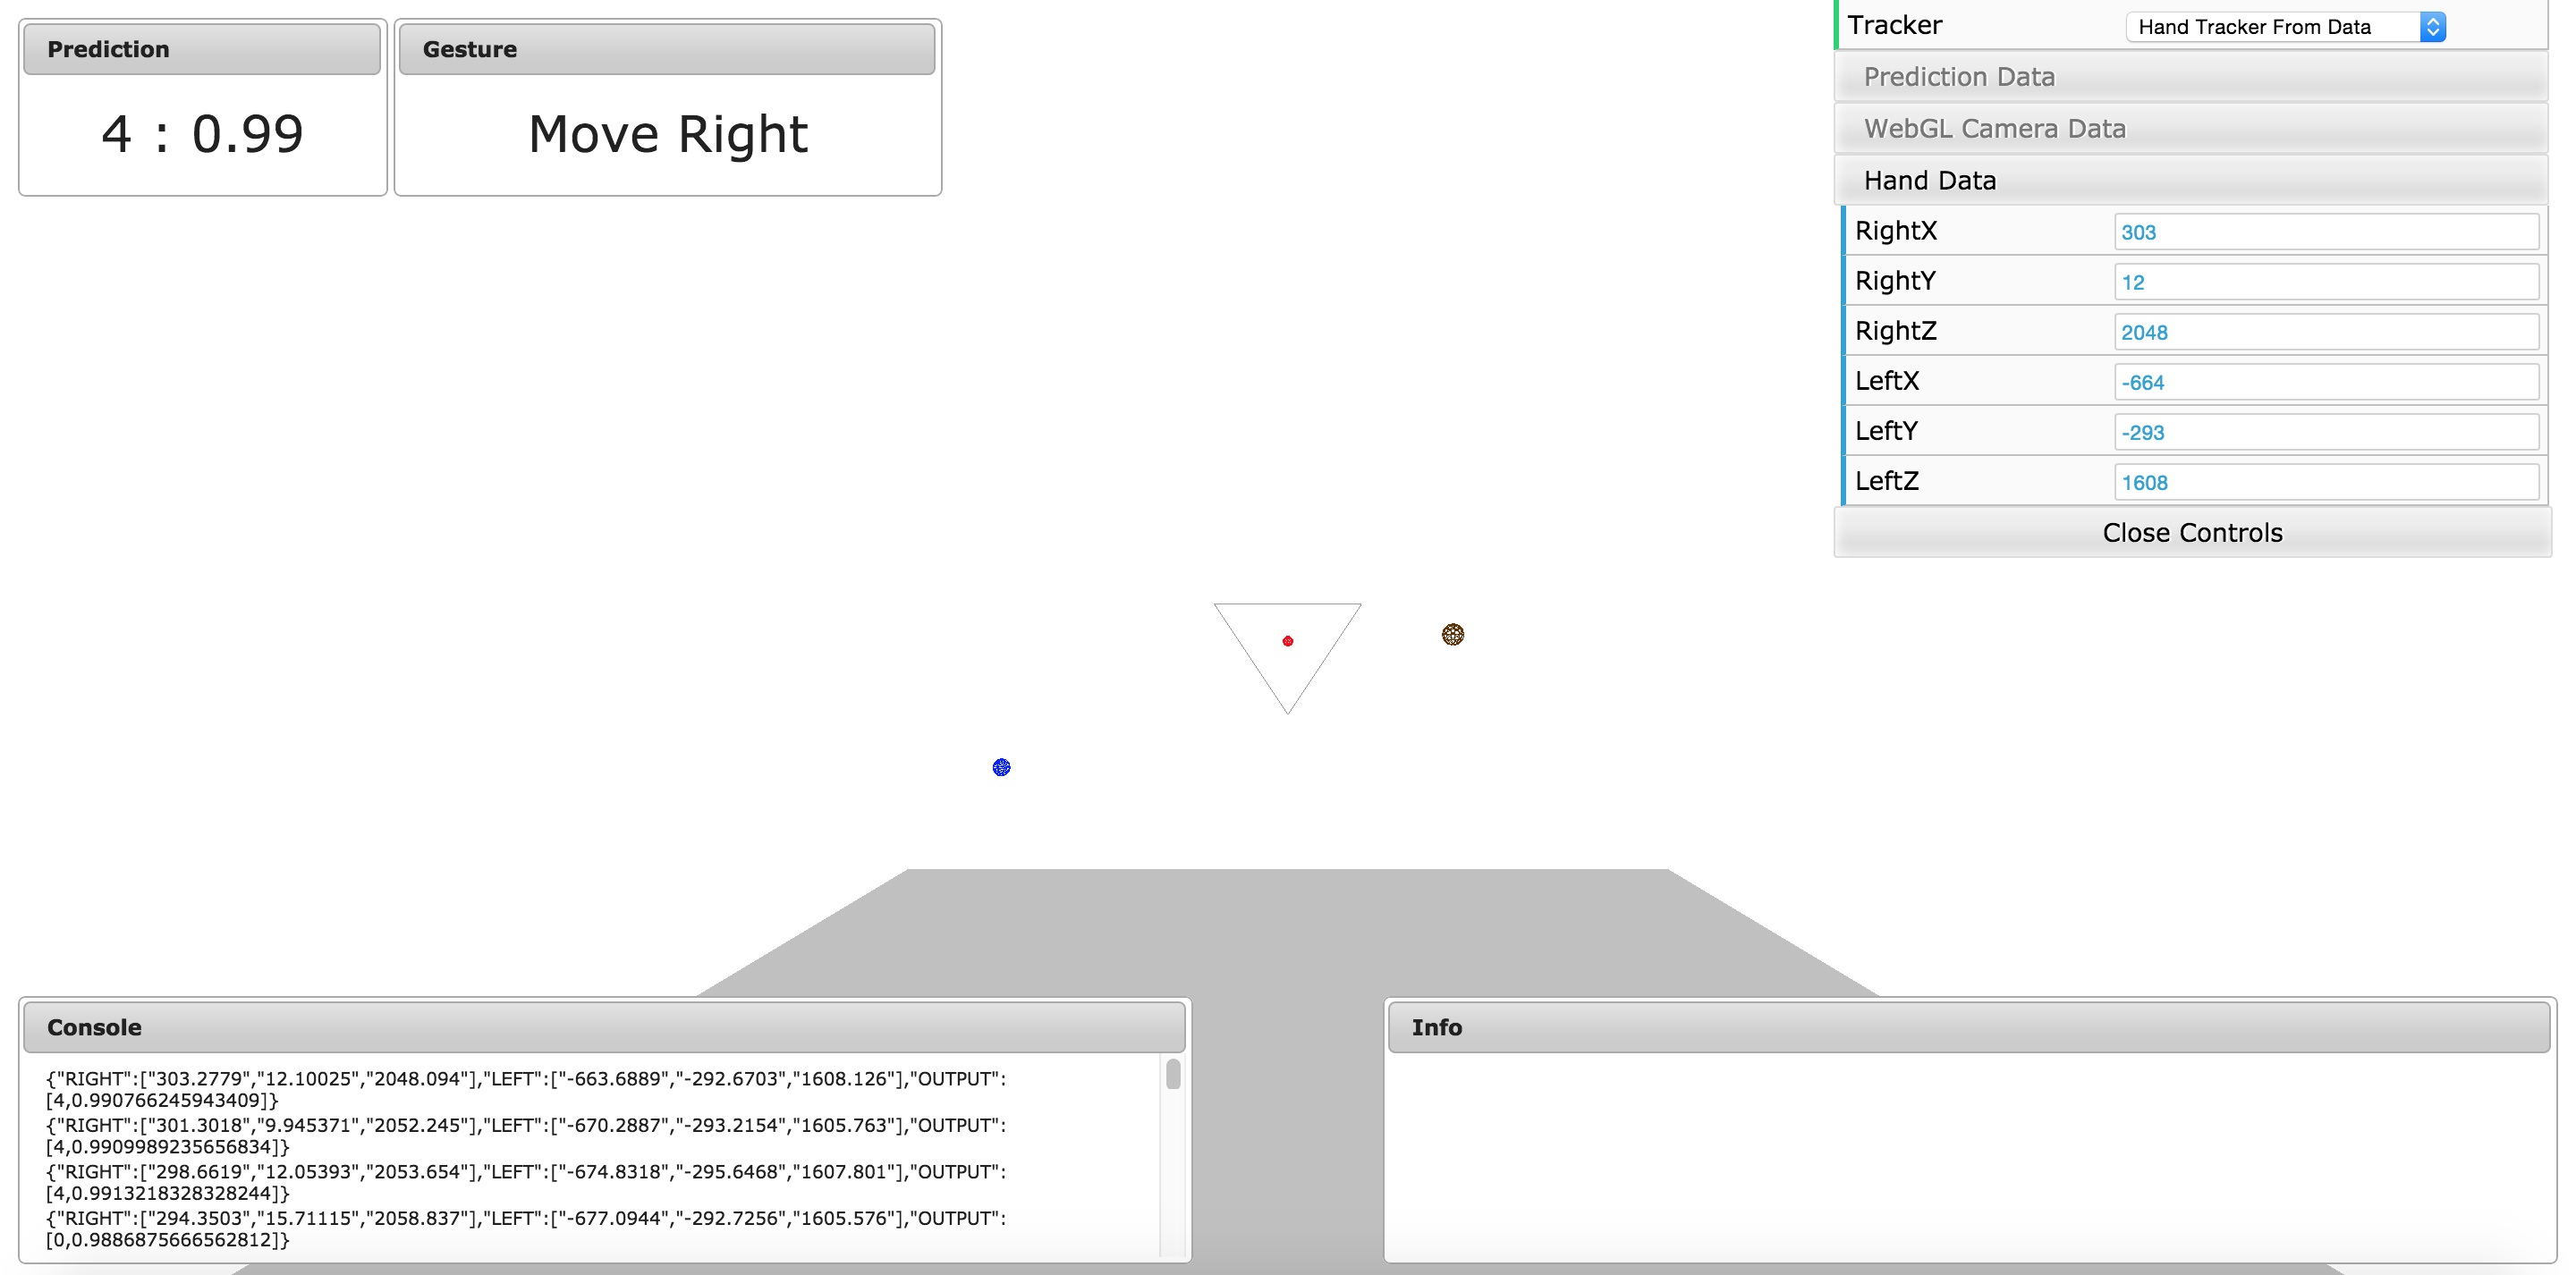 Prediction
4 : 0.99
Gesture
Move Right
Tracker
Hand Tracker From Data
Prediction Data
WebGL Camera Data
Hand Data
RightX
303
RightY
12
RightZ
2048
LeftX
-664
LeftY
-293
LeftZ
1608
Close Controls
Console
{"RIGHT":["303.2779","12.10025","2048.094"],"LEFT":["-663.6889","-292.6703","1608.126"],"OUTPUT":
[4,0.990766245943409]}
{"RIGHT":["301.3018","9.945371","2052.245"],"LEFT":["-670.2887","-293.2154","1605.763"],"OUTPUT":
[4,0.9909989235656834]}
{"RIGHT":["298.6619","12.05393","2053.654"],"LEFT":["-674.8318","-295.6468","1607.801"],"OUTPUT":
[4,0.9913218328328244]}
{"RIGHT":["294.3503","15.71115","2058.837"],"LEFT":["-677.0944","-292.7256","1605.576"],"OUTPUT":
[0,0.9886875666562812]}
Info